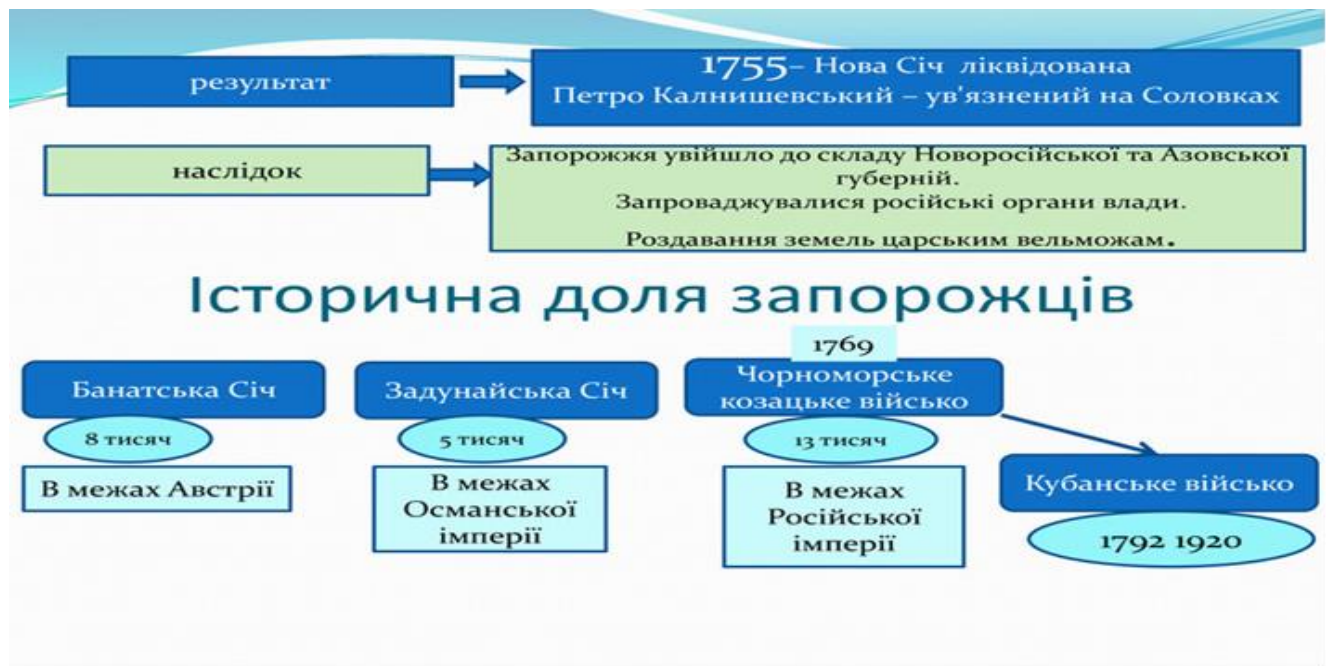 результат
1755– Нова Січ ліквідована
Петро Калнишевський – ув'язнений на Соловках
наслідок
Запорожжя увійшло до складу Новоросійської та Азовської
губерній.
Запроваджувалися російські органи влади.
Роздавання земель царським вельможам.
Історична доля запорожців
Банатська Січ
8 тисяч
В межах Австрії
Задунайська Січ
5 тисяч
В межах
Османської
імперії
1769
Чорноморське
козацьке військо
13 тисяч
В межах
Російської
імперії
Кубанське військо
1792 1920